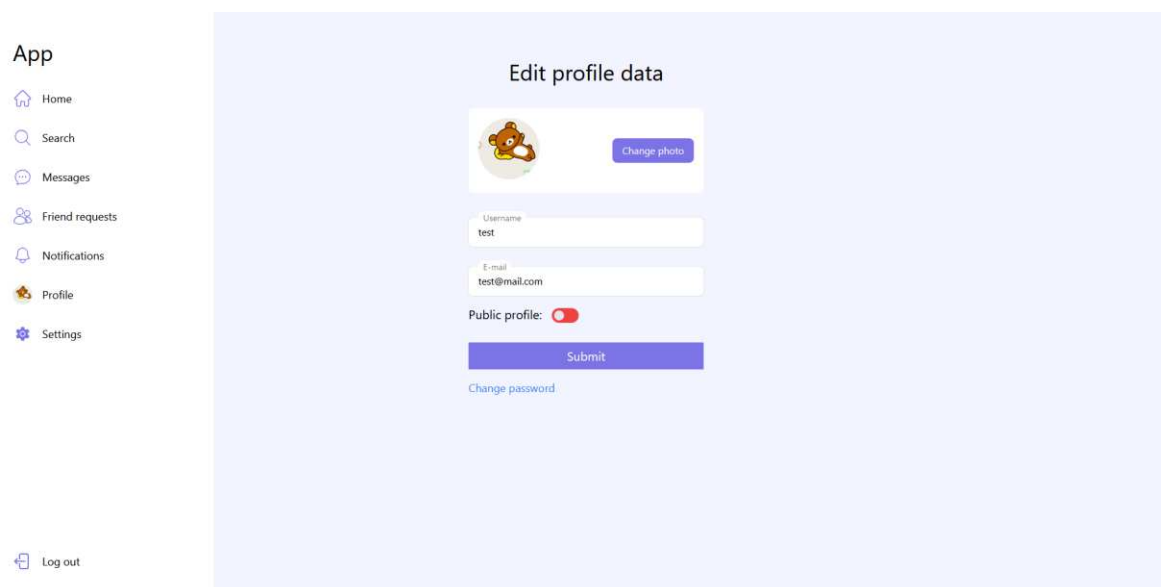 App
Home
Search
Messages
Friend requests
Notifications
Profile
Settings
Log out
Edit profile data
Change photo
Username
test
E-mail
test@mail.com
Public profile:
Submit
Change password